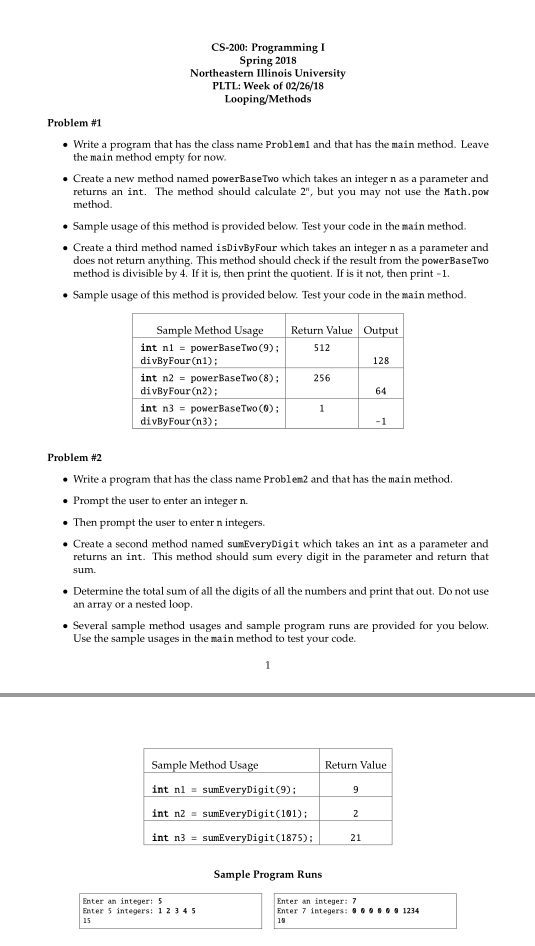 CS-200: Programming I
Spring 2018
Northeastern Illinois University
PLTL: Week of 02/26/18
Looping/Methods
Problem #1
• Write a program that has the class name Problem1 and that has the main method. Leave
the main method empty for now.
• Create a new method named powerBaseTwo which takes an integer n as a parameter and
returns an int. The method should calculate 2ⁿ, but you may not use the Math.pow
method.
• Sample usage of this method is provided below. Test your code in the main method.
• Create a third method named isDivByFour which takes an integer n as a parameter and
does not return anything. This method should check if the result from the powerBaseTwo
method is divisible by 4. If it is, then print the quotient. If is it not, then print -1.
• Sample usage of this method is provided below. Test your code in the main method.
Sample Method Usage Return Value Output
int n1 = powerBaseTwo(9); 512
divByFour(n1); 128
int n2 = powerBaseTwo(8); 256
divByFour(n2); 64
int n3 = powerBaseTwo(0); 1
divByFour(n3); -1
Problem #2
• Write a program that has the class name Problem2 and that has the main method.
• Prompt the user to enter an integer n.
• Then prompt the user to enter n integers.
• Create a second method named sumEveryDigit which takes an int as a parameter and
returns an int. This method should sum every digit in the parameter and return that
sum.
• Determine the total sum of all the digits of all the numbers and print that out. Do not use
an array or a nested loop.
• Several sample method usages and sample program runs are provided for you below.
Use the sample usages in the main method to test your code.
1
Sample Method Usage Return Value
int n1 = sumEveryDigit(9); 9
int n2 = sumEveryDigit(101); 2
int n3 = sumEveryDigit(1875); 21
Sample Program Runs
Enter an integer: 5
Enter 5 integers: 1 2 3 4 5
15
Enter an integer: 7
Enter 7 integers: 0 0 0 0 0 0 1234
10